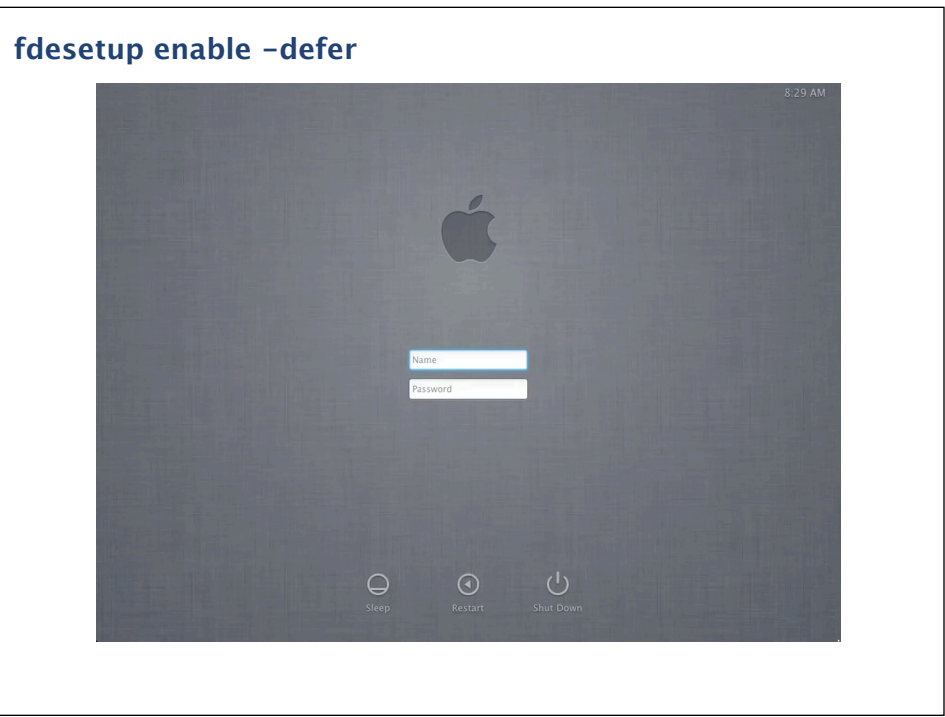 fdesetup enable –defer
8:29 AM
Name
Password
Sleep Restart Shut Down